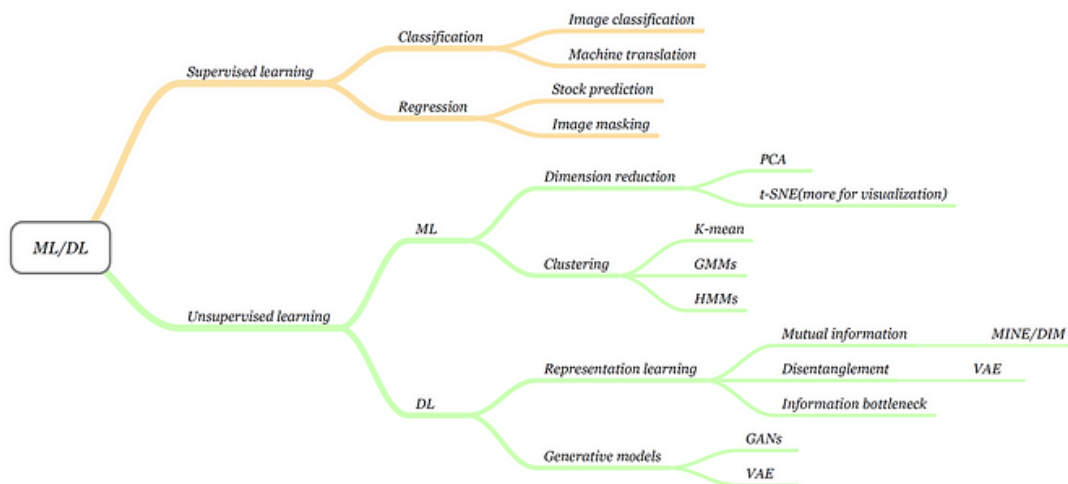 Image classification
Classification
Machine translation
Supervised learning
Stock prediction
Regression
Image masking
PCA
Dimension reduction
t-SNE(more for visualization)
ML
K-mean
ML/DL
Clustering
GMMs
HMMs
Unsupervised learning
Mutual information
MINE/DIM
Representation learning
Disentanglement
VAE
DL
Information bottleneck
GANs
Generative models
VAE